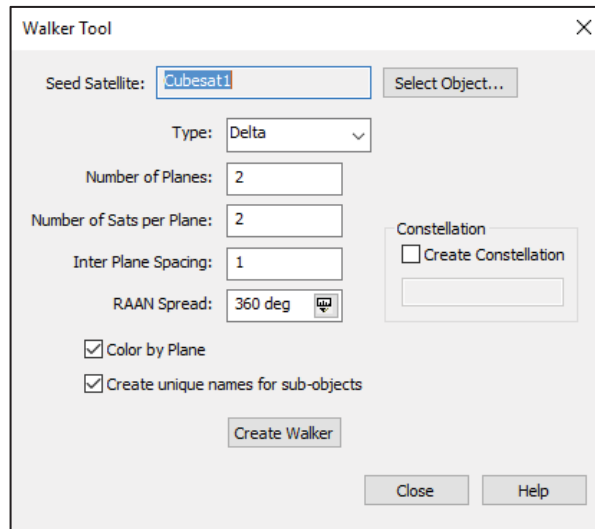 Walker Tool
Seed Satellite: Cubesat1 Select Object...
Type: Delta
Number of Planes: 2
Number of Sats per Plane: 2
Constellation
Create Constellation
Inter Plane Spacing: 1
RAAN Spread: 360 deg
Color by Plane
Create unique names for sub-objects
Create Walker
Close Help